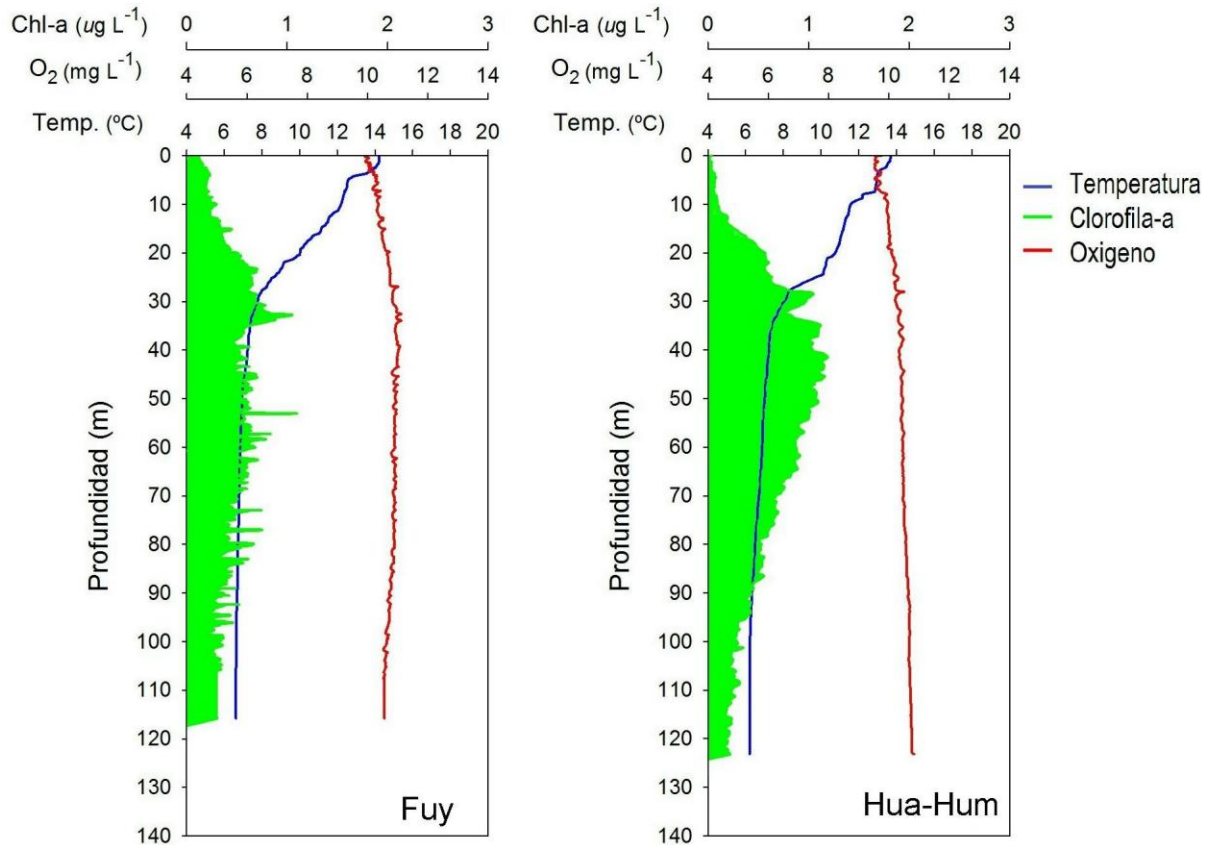 Chl-a (ug L-1) 0 1 2 3
O2 (mg L-1) 4 6 8 10 12 14
Temp. (ºC) 4 6 8 10 12 14 16 18 20
Profundidad (m)
0
10
20
30
40
50
60
70
80
90
100
110
120
130
140
Fuy
0 1 2 3
4 6 8 10 12 14
Temp. (ºC) 4 6 8 10 12 14 16 18 20
Chl-a (ug L-1)
O2 (mg L-1)
Profundidad (m)
0
10
20
30
40
50
60
70
80
90
100
110
120
130
140
Hua-Hum
Temperatura
Clorofila-a
Oxigeno